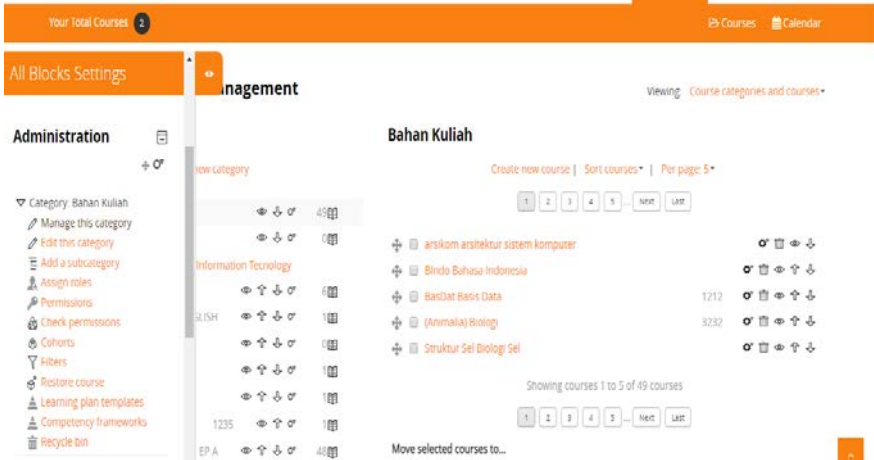 Your Total Courses 2
Courses Calendar
All Blocks Settings
nagement
Viewing Course categories and courses
Administration
Category: Bahan Kuliah
Manage this category
Edit this category
Add a subcategory
Assign roles
Permissions
Check permissions
Cohorts
Filters
Restore course
Learning plan templates
Competency frameworks
Recycle bin
ew category
0
Information Tecnology
6
GLISH 1
0
1
1
1235 1
EP A 48
Bahan Kuliah
Create new course | Sort courses | Per page: 5
1 2 3 4 5 ... Next Last
arsikom arsitektur sistem komputer
BIndo Bahasa Indonesia
BasDat Basis Data 1212
(Animalia) Biologi 3232
Struktur Sel Biologi Sel
Showing courses 1 to 5 of 49 courses
1 2 3 4 5 ... Next Last
Move selected courses to...